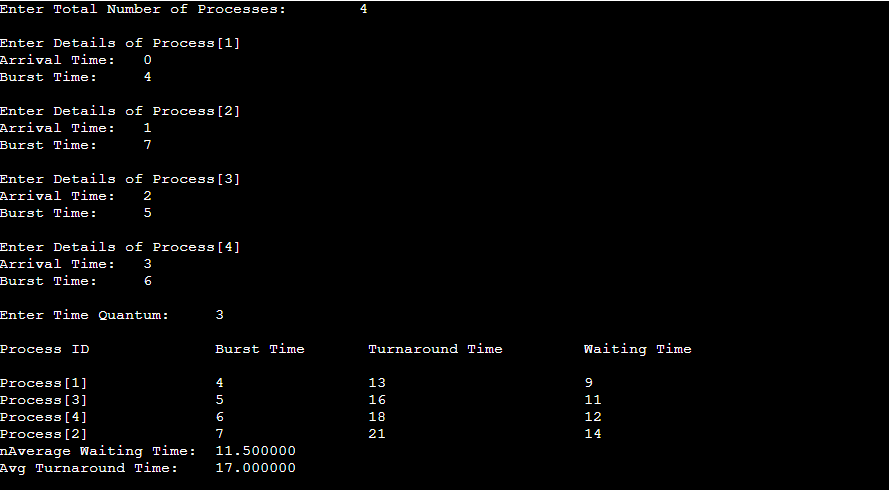 Enter Total Number of Processes: 4
Enter Details of Process[1]
Arrival Time: 0
Burst Time: 4
Enter Details of Process[2]
Arrival Time: 1
Burst Time: 7
Enter Details of Process[3]
Arrival Time: 2
Burst Time: 5
Enter Details of Process[4]
Arrival Time: 3
Burst Time: 6
Enter Time Quantum: 3
Process ID Burst Time Turnaround Time Waiting Time
Process[1] 4 13 9
Process[3] 5 16 11
Process[4] 6 18 12
Process[2] 7 21 14
nAverage Waiting Time: 11.500000
Avg Turnaround Time: 17.000000